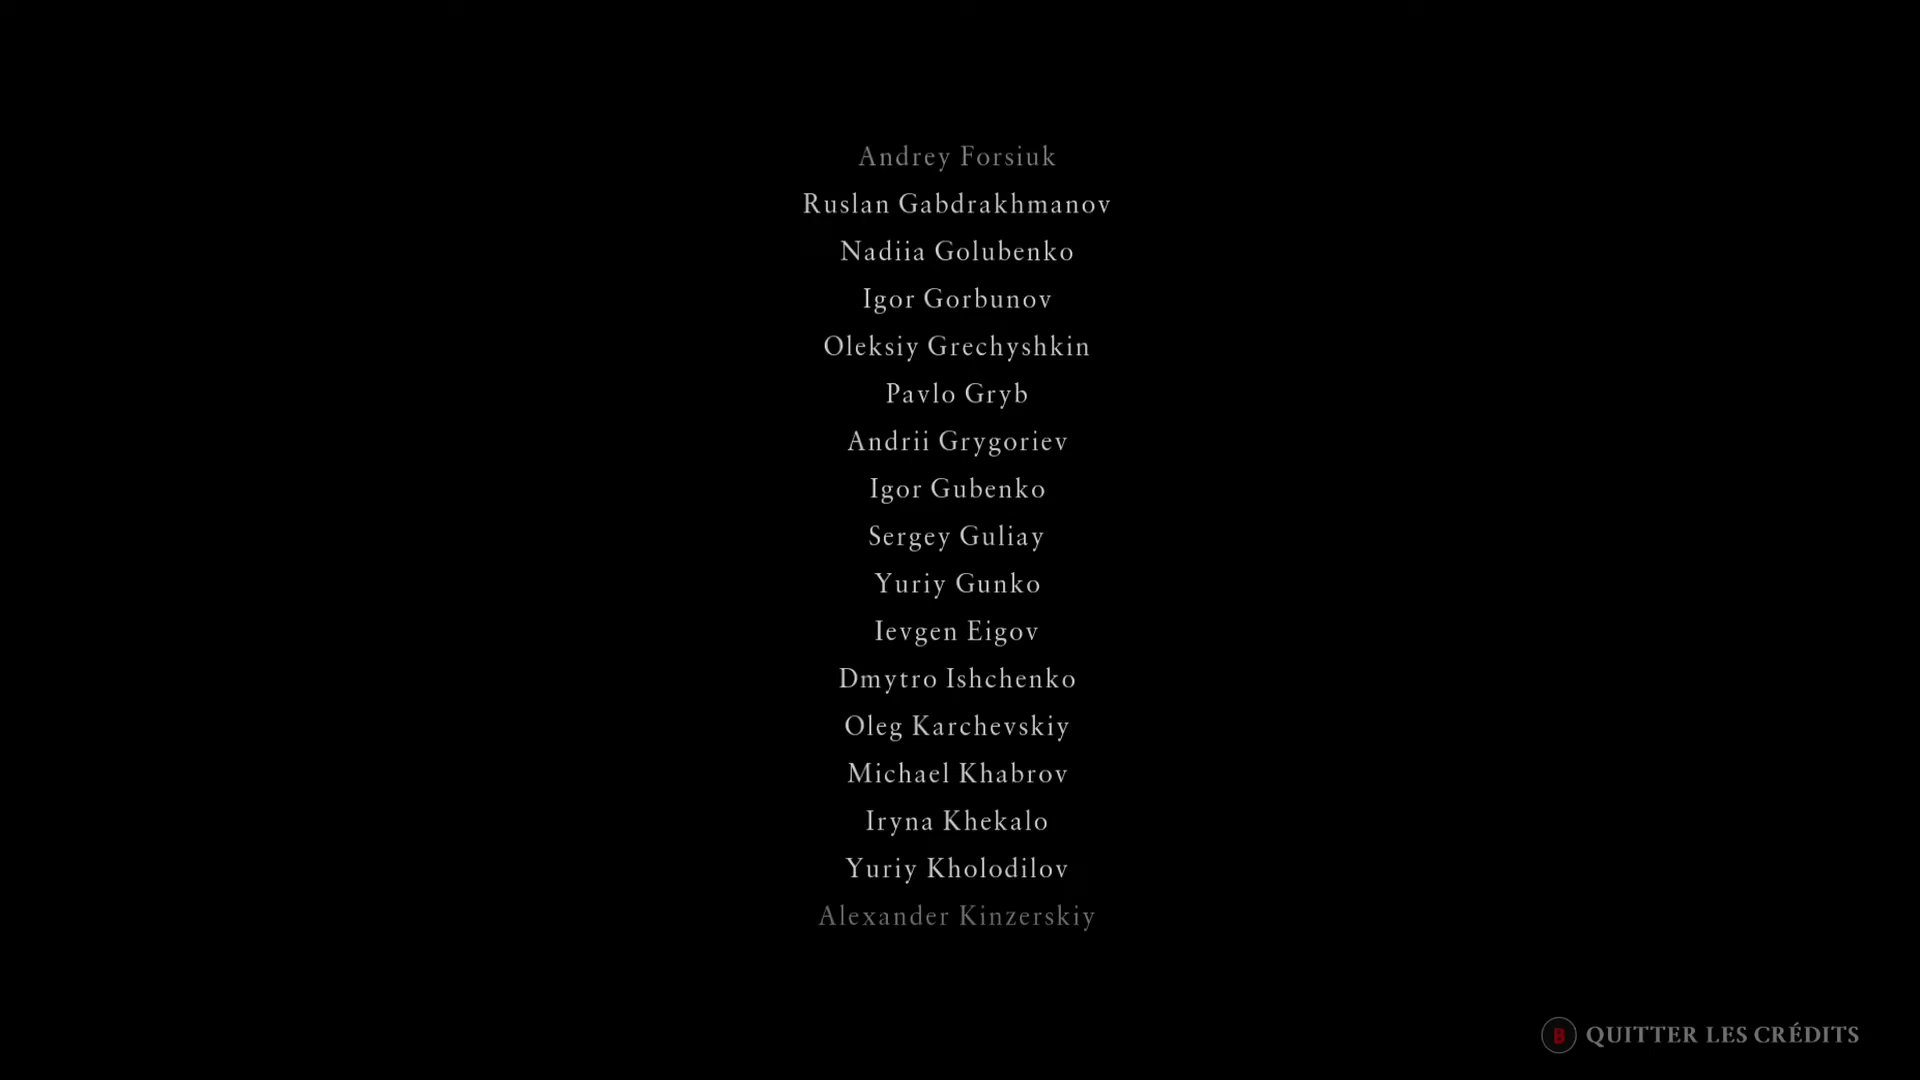 Andrey Forsiuk
Ruslan Gabdrakhmanov
Nadiia Golubenko
Igor Gorbunov
Oleksiy Grechyshkin
Pavlo Gryb
Andrii Grygoriev
Igor Gubenko
Sergey Guliay
Yuriy Gunko
Ievgen Eigov
Dmytro Ishchenko
Oleg Karchevskiy
Michael Khabrov
Iryna Khekalo
Yuriy Kholodilov
Alexander Kinzerskiy
B QUITTER LES CRÉDITS